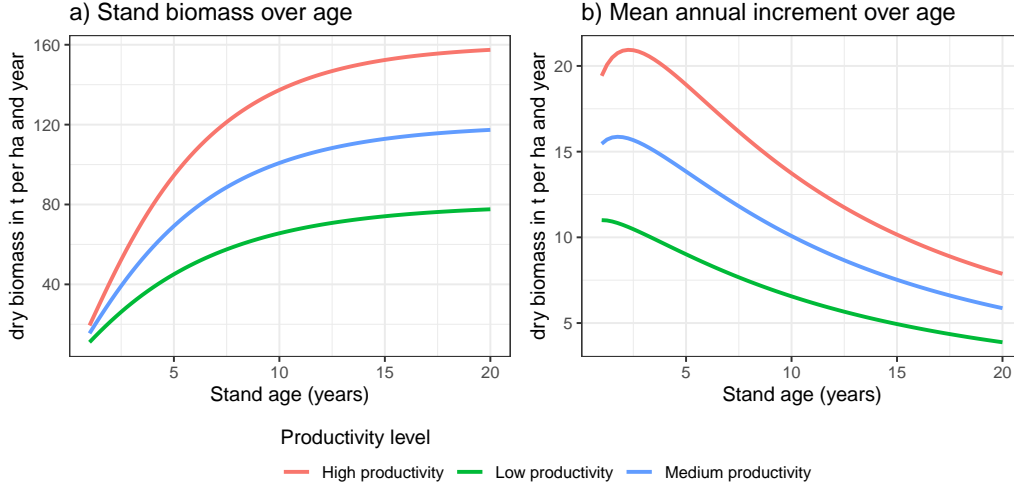 a) Stand biomass over age
dry biomass in t per ha and year
160
120
80
40
5
10
15
20
Stand age (years)
b) Mean annual increment over age
dry biomass in t per ha and year
20
15
10
5
5
10
15
20
Stand age (years)
Productivity level
High productivity
Low productivity
Medium productivity